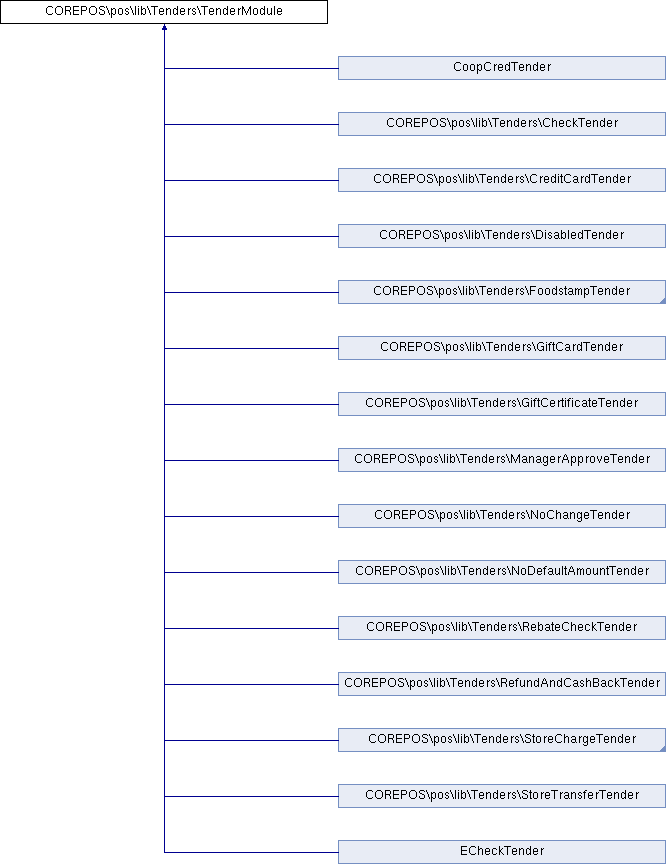 COREPOS\pos\lib\Tenders\TenderModule
CoopCredTender
COREPOS\pos\lib\Tenders\CheckTender
COREPOS\pos\lib\Tenders\CreditCardTender
COREPOS\pos\lib\Tenders\DisabledTender
COREPOS\pos\lib\Tenders\FoodstampTender
COREPOS\pos\lib\Tenders\GiftCardTender
COREPOS\pos\lib\Tenders\GiftCertificateTender
COREPOS\pos\lib\Tenders\ManagerApproveTender
COREPOS\pos\lib\Tenders\NoChangeTender
COREPOS\pos\lib\Tenders\NoDefaultAmountTender
COREPOS\pos\lib\Tenders\RebateCheckTender
COREPOS\pos\lib\Tenders\RefundAndCashBackTender
COREPOS\pos\lib\Tenders\StoreChargeTender
COREPOS\pos\lib\Tenders\StoreTransferTender
ECheckTender